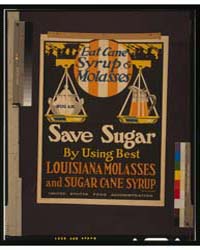 Eat Cane
Syrup &
Molasses
SUGAR
Save Sugar
By Using Best
LOUISIANA MOLASSES
and SUGAR CANE SYRUP
UNITED STATES FOOD ADMINISTRATION